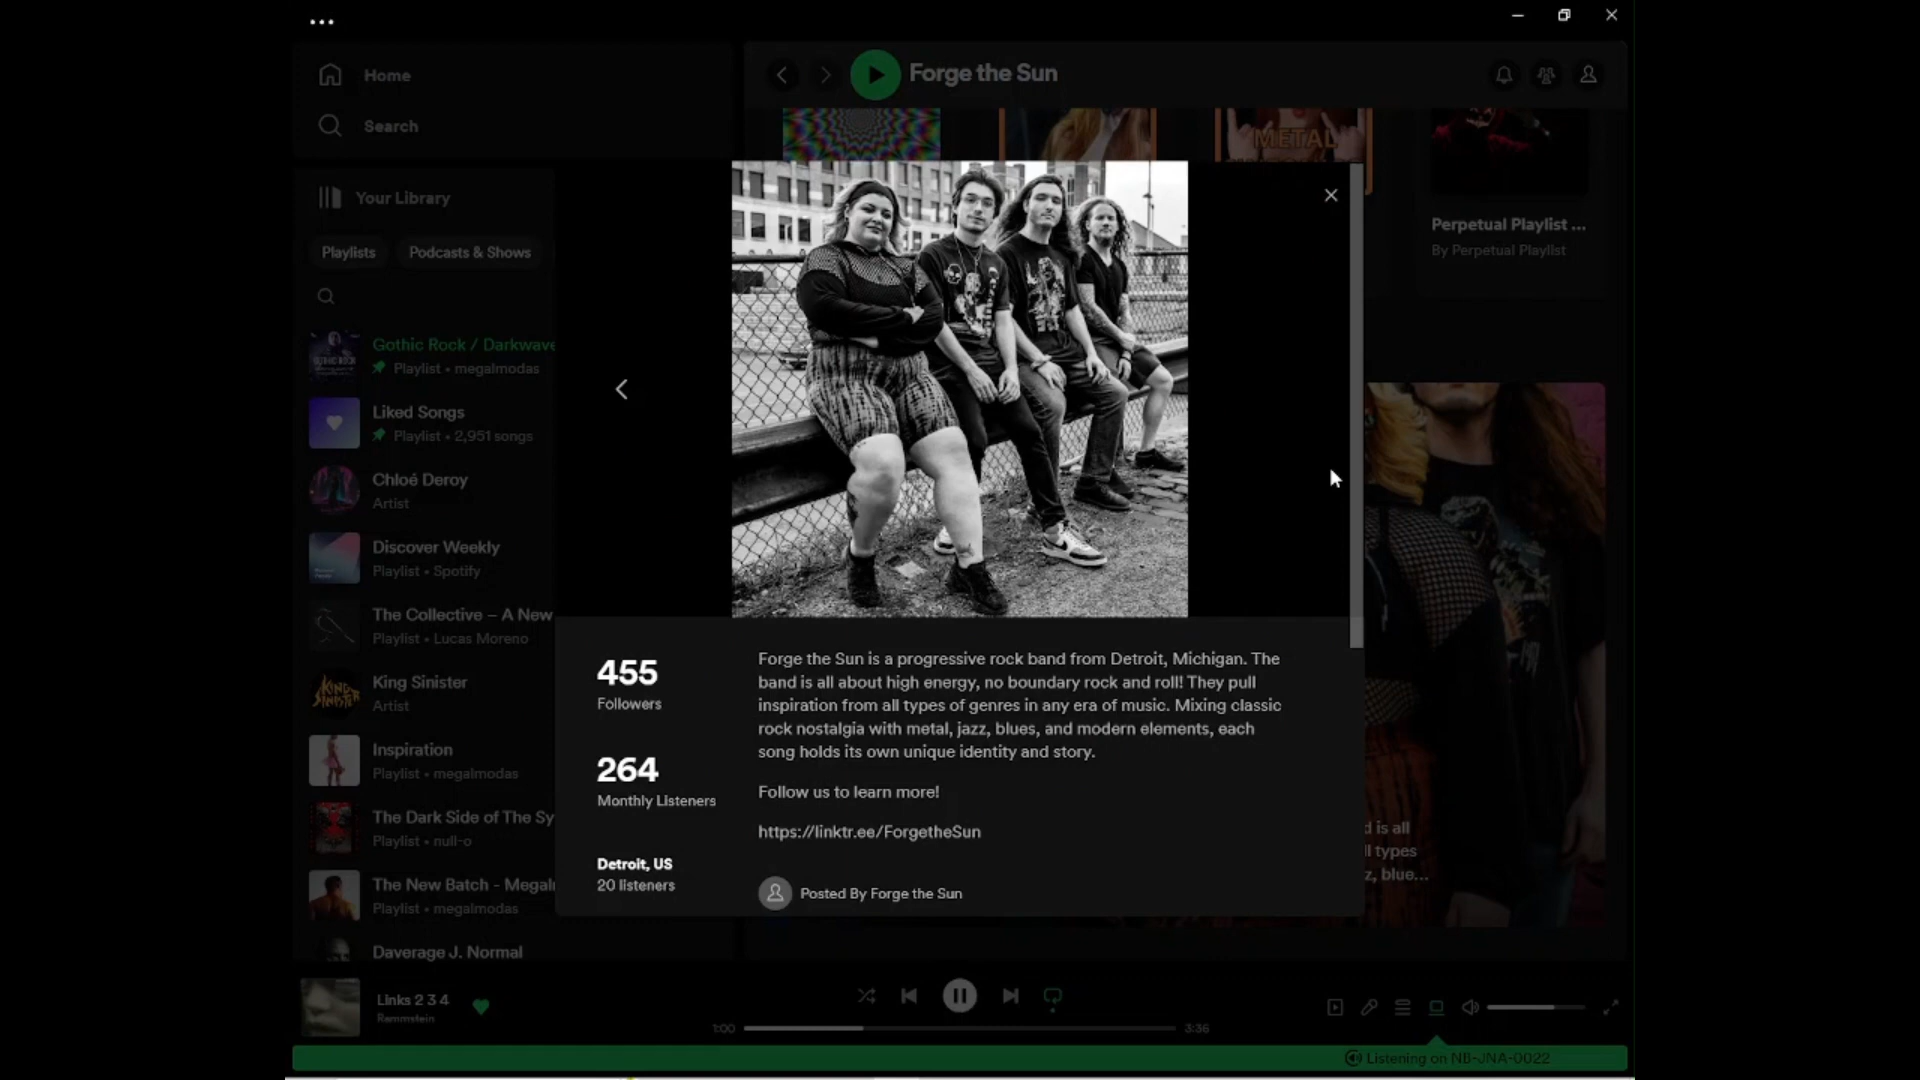 Home
Search
Your Library
Playlists
Podcasts & Shows
Gothic Rock / Darkwave
Playlist • megalmodas
Liked Songs
Playlist • 2,951 songs
Chloé Deroy
Artist
Discover Weekly
Playlist • Spotify
The Collective – A New
Playlist • Lucas Moreno
King Sinister
Artist
Inspiration
Playlist • megalmodas
The Dark Side of The Sy
Playlist • null-o
The New Batch - Megal
Playlist • megalmodas
Daverage J. Normal
Forge the Sun
METAL
Perpetual Playlist ...
By Perpetual Playlist
455
Followers
264
Monthly Listeners
Detroit, US
20 listeners
Forge the Sun is a progressive rock band from Detroit, Michigan. The
band is all about high energy, no boundary rock and roll! They pull
inspiration from all types of genres in any era of music. Mixing classic
rock nostalgia with metal, jazz, blues, and modern elements, each
song holds its own unique identity and story.
Follow us to learn more!
https://linktr.ee/ForgetheSun
Posted By Forge the Sun
d is all
ll types
z, blue...
Links 2 3 4
Rammstein
1:00
3:36
Listening on NB-JNA-0022